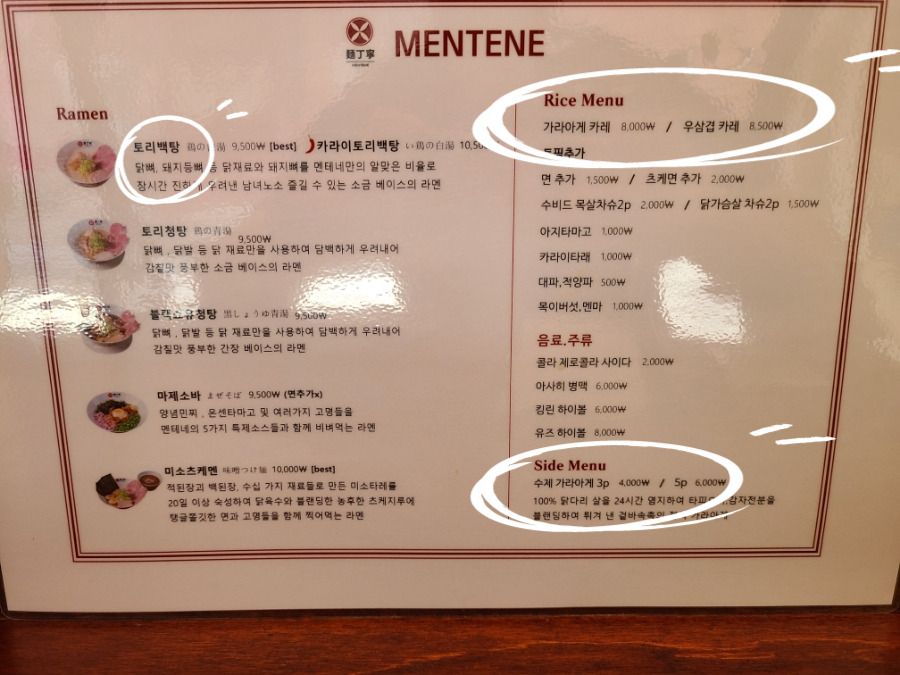 麺丁寧
MENTENE
MENTENE
Ramen
토리백탕 鶏の白湯 9,500₩ [best] 카라이토리백탕 い鶏の白湯
닭뼈, 돼지등뼈 등 닭재료와 돼지뼈를 멘테네만의 알맞은 비율로
장시간 진하게 우려낸 남녀노소 즐길 수 있는 소금 베이스의 라멘
토리청탕 鶏の青湯 9,500₩
닭뼈, 닭발 등 닭 재료만을 사용하여 담백하게 우려내어
감칠맛 풍부한 소금 베이스의 라멘
블랙쇼유청탕 黒しょうゆ青湯 9,500₩
닭뼈, 닭발 등 닭 재료만을 사용하여 담백하게 우려내어
감칠맛 풍부한 간장 베이스의 라멘
마제소바 まぜそば 9,500₩ (면추가x)
양념민찌, 온센타마고 및 여러가지 고명들을
멘테네의 5가지 특제소스들과 함께 비벼먹는 라멘
미소츠케멘 味噌つけ麺 10,000₩ [best]
적된장과 백된장, 수십 가지 재료들로 만든 미소타레를
20일 이상 숙성하여 닭육수와 블랜딩한 농후한 츠케지루에
탱글쫄깃한 면과 고명들을 함께 찍어먹는 라멘
Rice Menu
가라아게 카레 8,000₩ / 우삼겹 카레 8,500₩
토핑추가
면 추가 1,500₩ / 츠케면 추가 2,000₩
수비드 목살차슈2p 2,000₩ / 닭가슴살 차슈2p 1,500₩
아지타마고 1,000₩
카라이타래 1,000₩
대파,적양파 500₩
목이버섯,멘마 1,000₩
음료.주류
콜라 제로콜라 사이다 2,000₩
아사히 병맥 6,000₩
킹린 하이볼 6,000₩
유즈 하이볼 8,000₩
Side Menu
수제 가라아게 3p 4,000₩ / 5p 6,000₩
100% 닭다리 살을 24시간 염지하여 감자전분을
블랜딩하여 튀겨 낸 겉바속촉의 가라아게